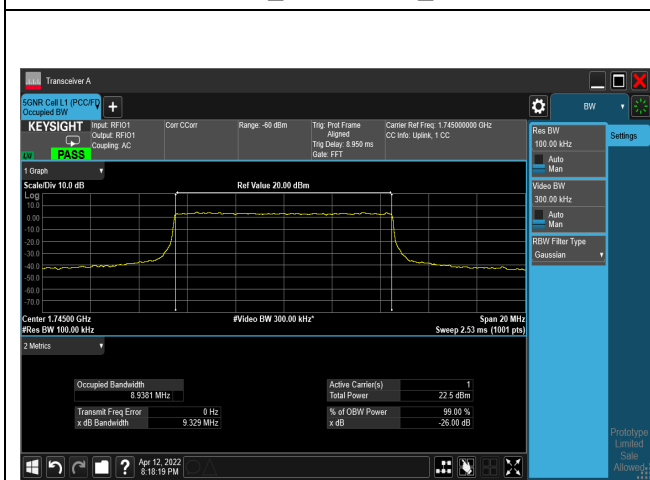 Transceiver A
5GNR Cell L1 (PCC/FD
Occupied BW
KEYSIGHT
LXI
PASS
Input: RFIO1
Output: RFIO1
Coupling: AC
Corr CCorr
Range: -60 dBm
Trig: Prot Frame
Aligned
Trig Delay: 8.950 ms
Gate: FFT
Carrier Ref Freq: 1.745000000 GHz
CC Info: Uplink, 1 CC
BW
Res BW
100.00 kHz
Auto
Man
Video BW
300.00 kHz
Auto
Man
RBW Filter Type
Gaussian
Settings
1 Graph
Scale/Div 10.0 dB
Ref Value 20.00 dBm
Log
10.0
0.00
-10.0
-20.0
-30.0
-40.0
-50.0
-60.0
-70.0
Center 1.74500 GHz
#Video BW 300.00 kHz*
Span 20 MHz
#Res BW 100.00 kHz
Sweep 2.53 ms (1001 pts)
2 Metrics
Occupied Bandwidth
8.9381 MHz
Transmit Freq Error 0 Hz
x dB Bandwidth 9.329 MHz
Active Carrier(s) 1
Total Power 22.5 dBm
% of OBW Power 99.00 %
x dB -26.00 dB
Prototype
Limited
Sale
Allowed
?
Apr 12, 2022
8:18:19 PM